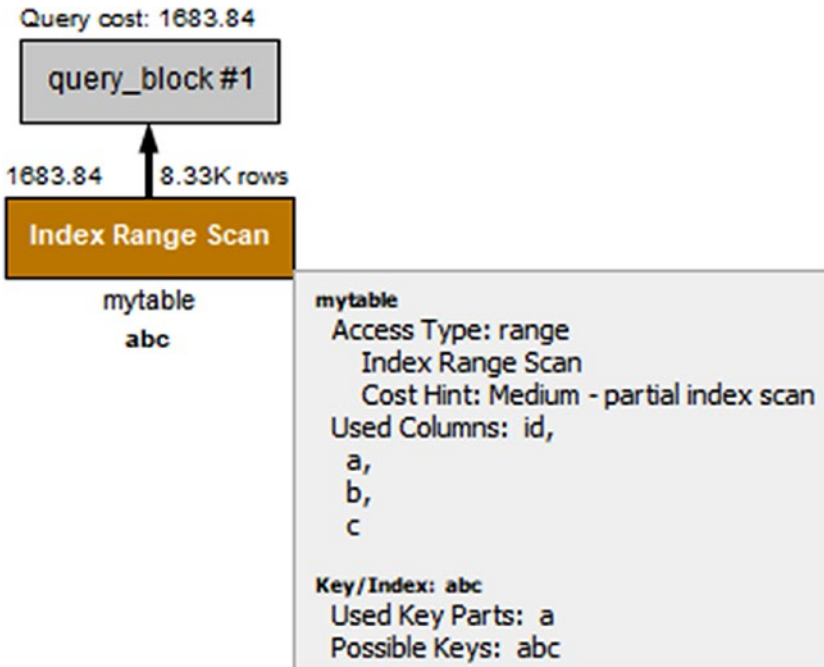 Query cost: 1683.84
query_block #1
1683.84 8.33K rows
Index Range Scan
mytable
abc
mytable
Access Type: range
Index Range Scan
Cost Hint: Medium - partial index scan
Used Columns: id,
a,
b,
c
Key/Index: abc
Used Key Parts: a
Possible Keys: abc